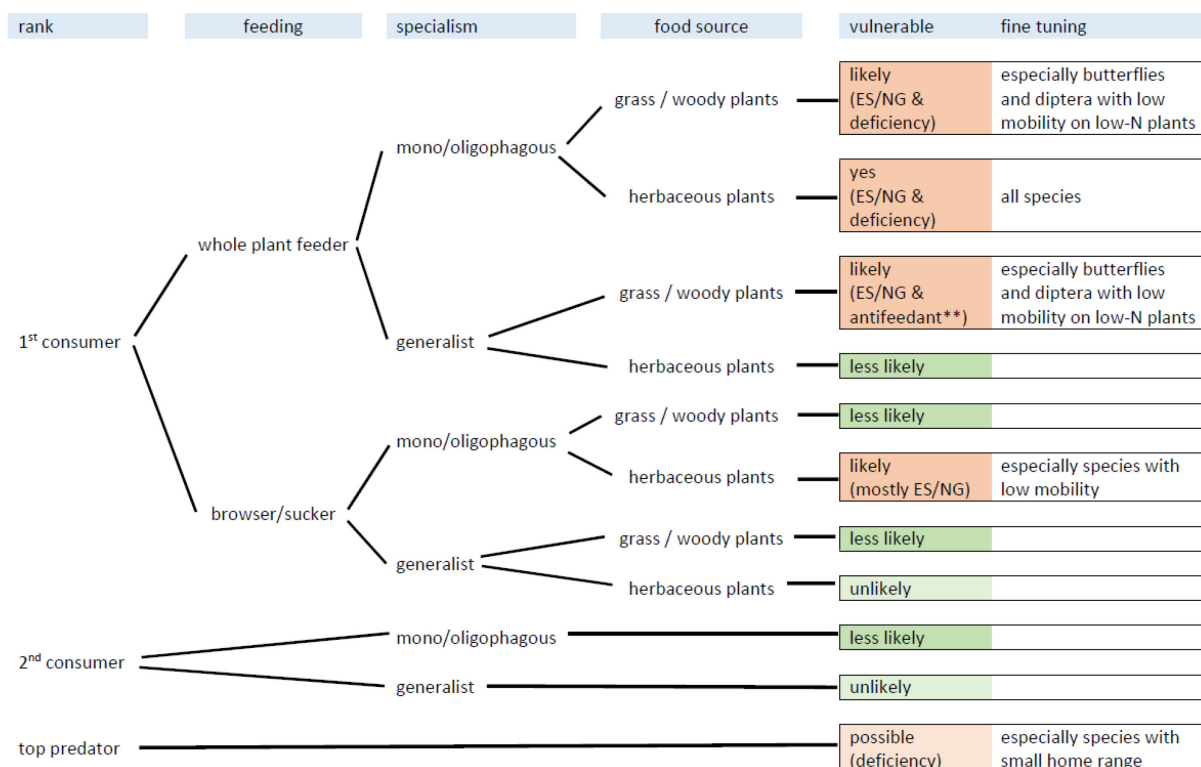 rank feeding specialism food source vulnerable fine tuning
likely especially butterflies
grass / woody plants (ES/NG & and diptera with low
deficiency) mobility on low-N plants
mono/oligophagous
yes
herbaceous plants (ES/NG & all species
deficiency)
whole plant feeder
likely especially butterflies
grass / woody plants (ES/NG & and diptera with low
antifeedant**) mobility on low-N plants
1st consumer generalist
herbaceous plants less likely
grass / woody plants less likely
mono/oligophagous
likely especially species with
herbaceous plants (mostly ES/NG) low mobility
browser/sucker
grass / woody plants less likely
generalist
herbaceous plants unlikely
mono/oligophagous less likely
2nd consumer
generalist unlikely
possible especially species with
top predator (deficiency) small home range